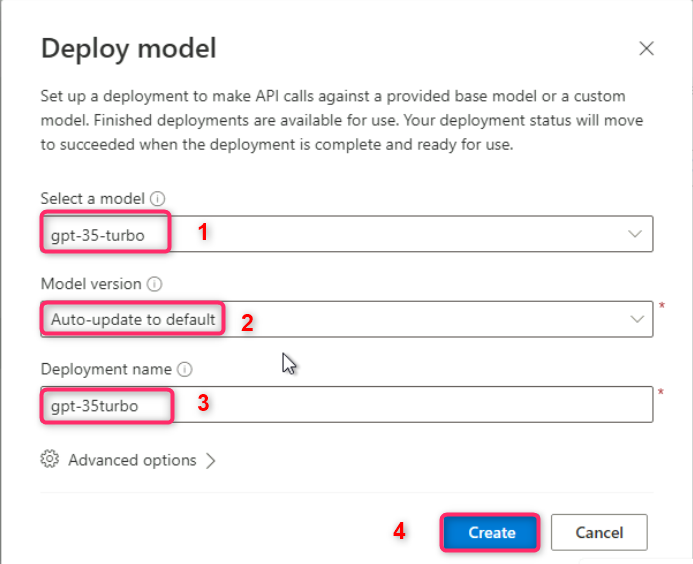 Deploy model
Set up a deployment to make API calls against a provided base model or a custom
model. Finished deployments are available for use. Your deployment status will move
to succeeded when the deployment is complete and ready for use.
Select a model
gpt-35-turbo 1
Model version
Auto-update to default 2 *
Deployment name
gpt-35turbo 3 *
Advanced options
4 Create Cancel